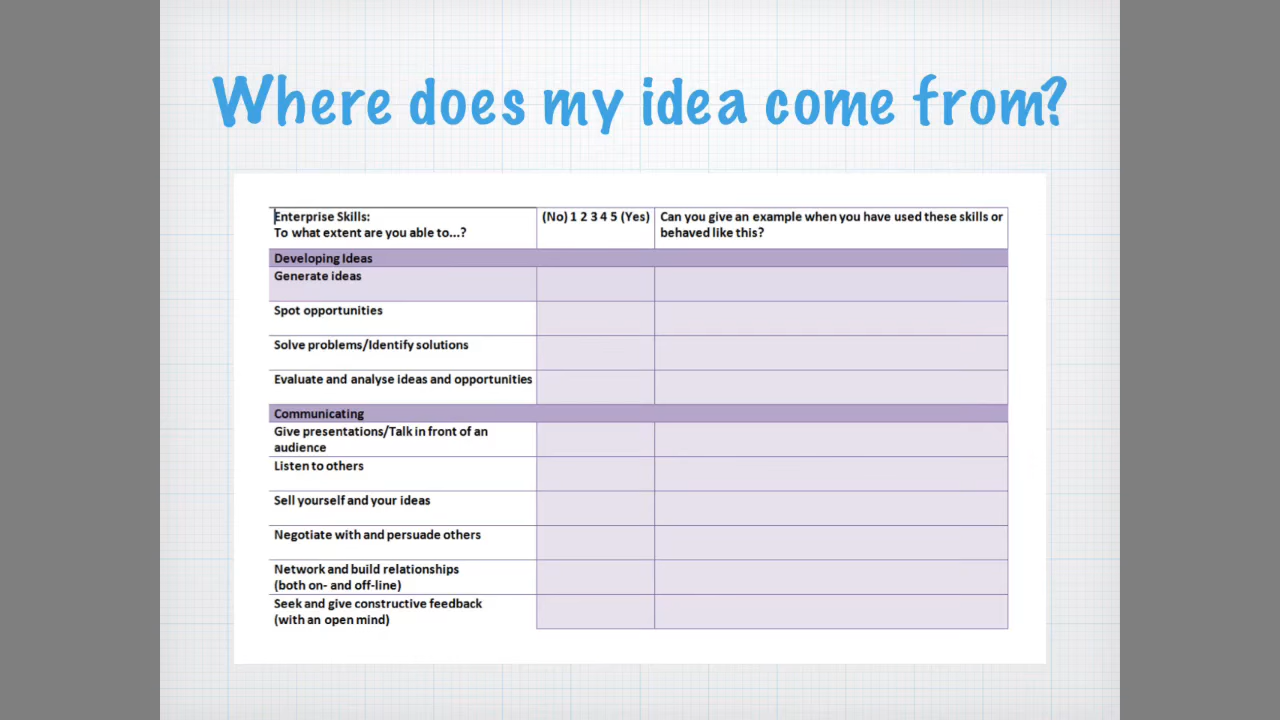 Where does my idea come from?
Enterprise Skills:
To what extent are you able to...?
(No) 1 2 3 4 5 (Yes)
Can you give an example when you have used these skills or
behaved like this?
Developing Ideas
Generate ideas
Spot opportunities
Solve problems/Identify solutions
Evaluate and analyse ideas and opportunities
Communicating
Give presentations/Talk in front of an
audience
Listen to others
Sell yourself and your ideas
Negotiate with and persuade others
Network and build relationships
(both on- and off-line)
Seek and give constructive feedback
(with an open mind)